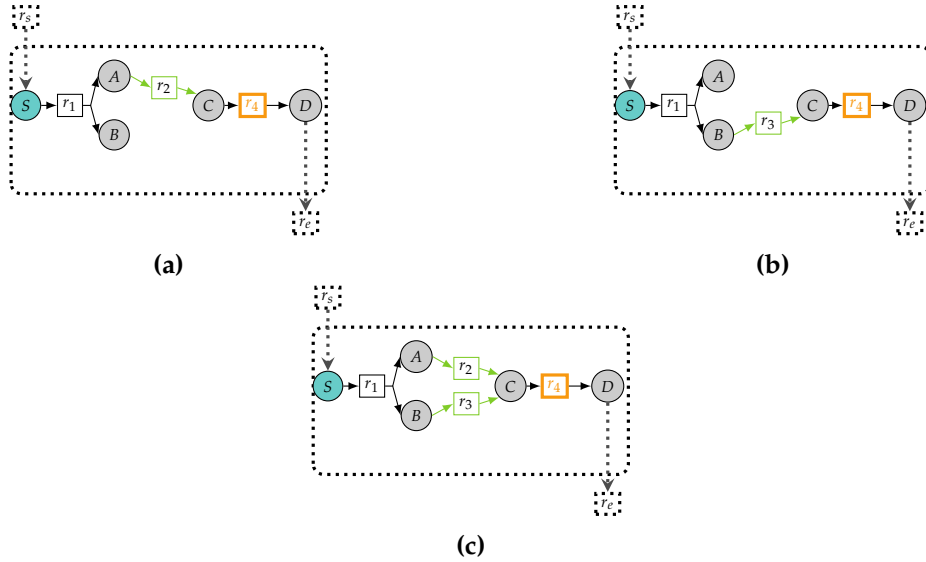 r_s
S r_1 A B r_2 C r_4 D
r_e
(a)
r_s
S r_1 A B r_3 C r_4 D
r_e
(b)
r_s
S r_1 A B r_2 r_3 C r_4 D
r_e
(c)